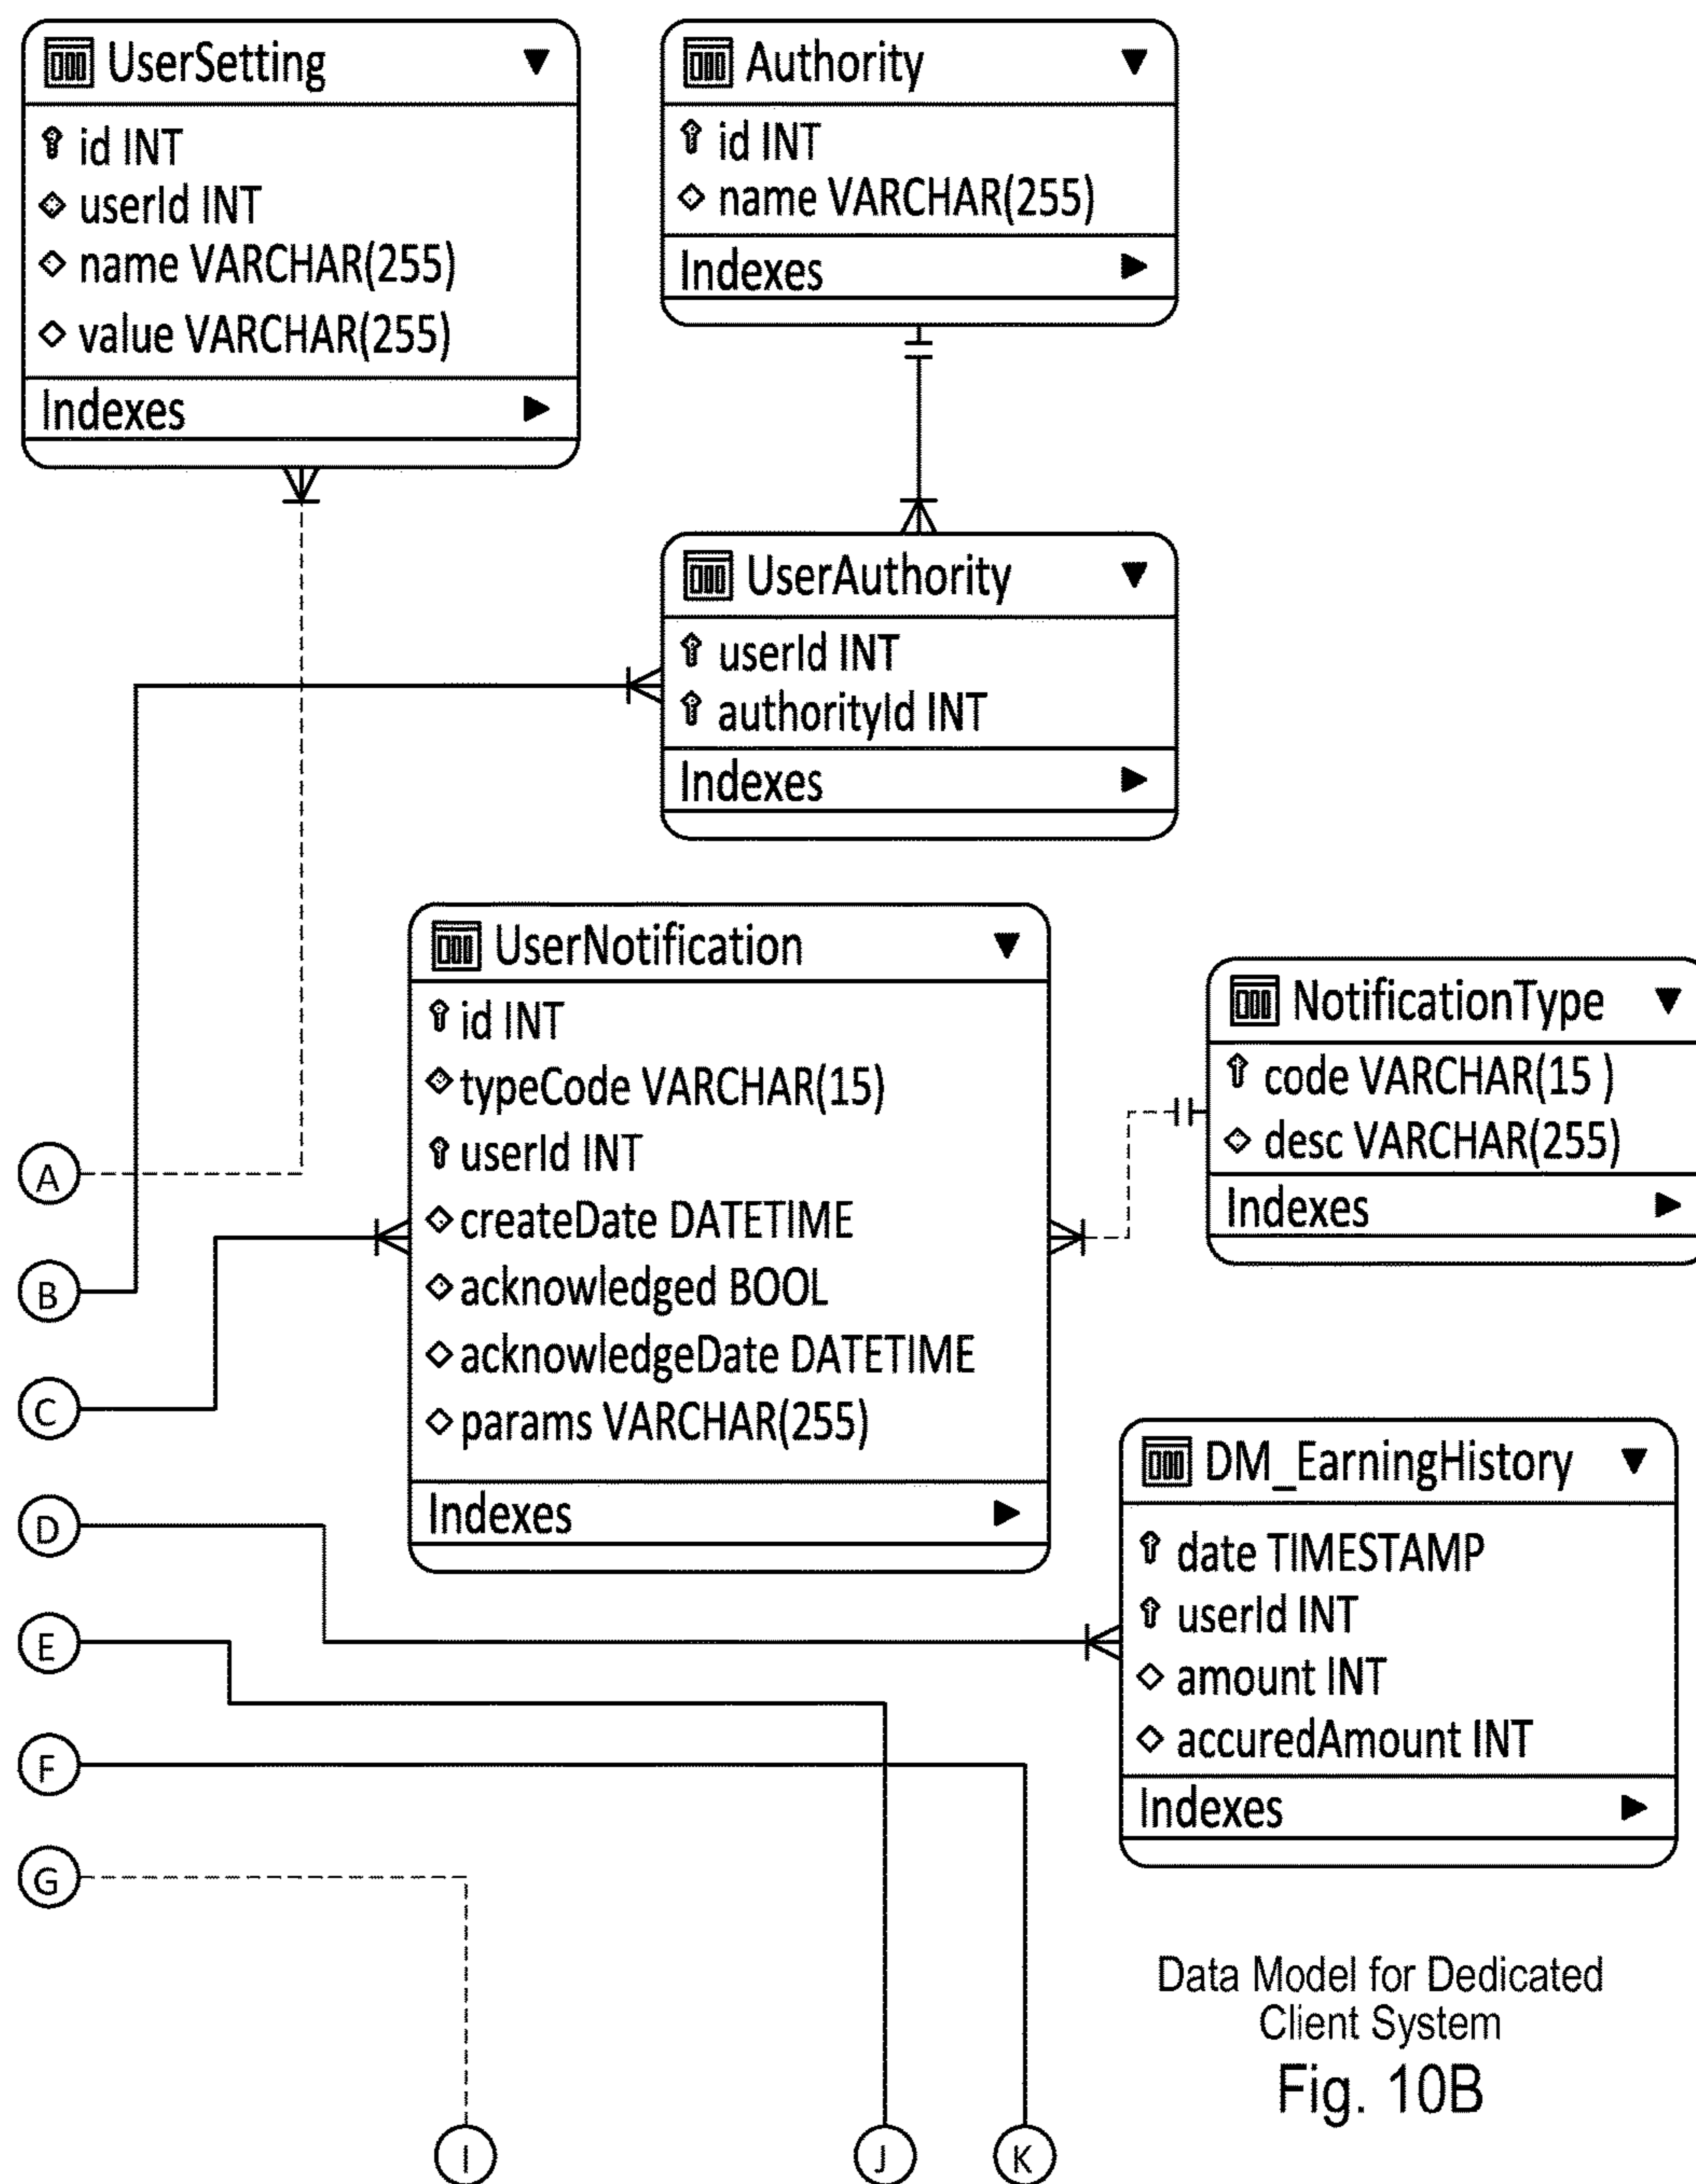 UserSetting
id INT
userId INT
name VARCHAR(255)
value VARCHAR(255)
Indexes
Authority
id INT
name VARCHAR(255)
Indexes
UserAuthority
userId INT
authorityId INT
Indexes
UserNotification
id INT
typeCode VARCHAR(15)
userId INT
createDate DATETIME
acknowledged BOOL
acknowledgeDate DATETIME
params VARCHAR(255)
Indexes
NotificationType
code VARCHAR(15 )
desc VARCHAR(255)
Indexes
DM_EarningHistory
date TIMESTAMP
userId INT
amount INT
accuredAmount INT
Indexes
A
B
C
D
E
F
G
I
J
K
Data Model for Dedicated
Client System
Fig. 10B